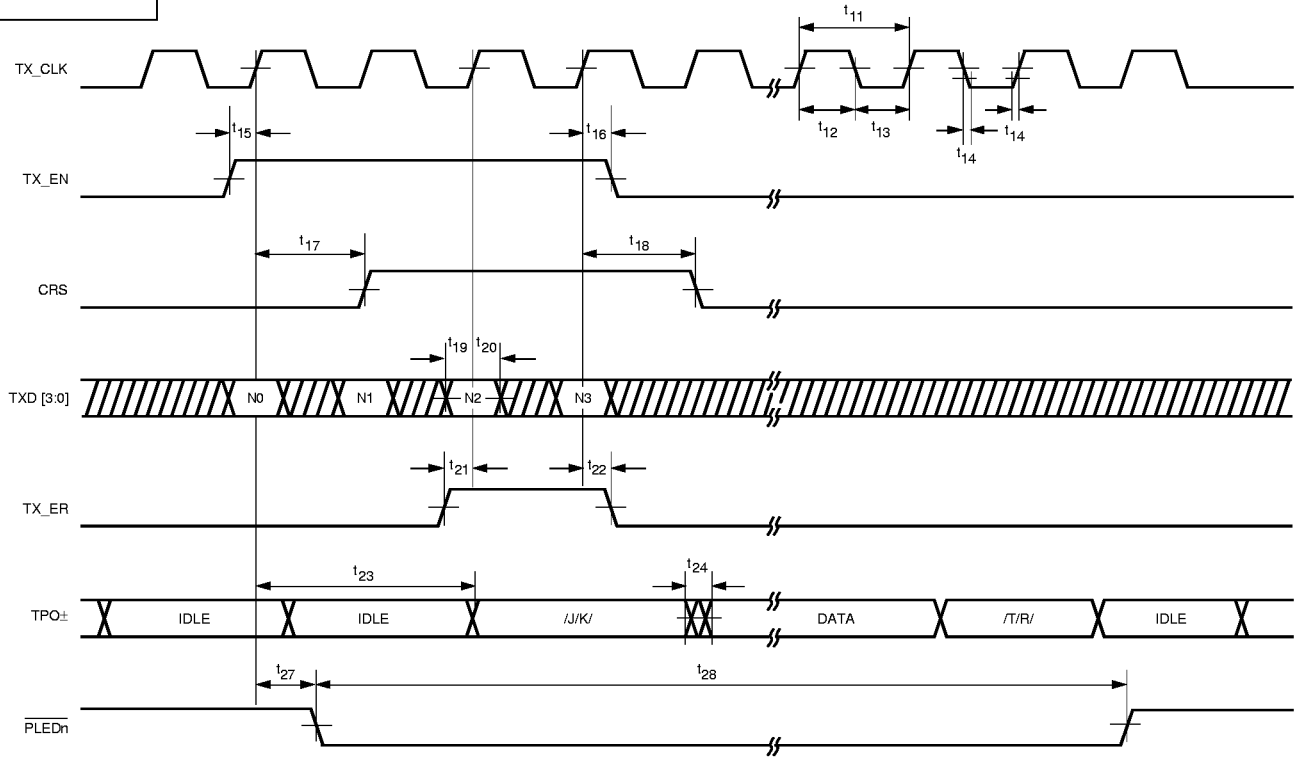 t11
TX_CLK
t15
t16
t12
t13
t14
t14
TX_EN
t17
t18
CRS
t19
t20
TXD [3:0]
N0
N1
N2
N3
t21
t22
TX_ER
t23
t24
TPO±
IDLE
IDLE
/J/K/
DATA
/T/R/
IDLE
t27
t28
PLEDn